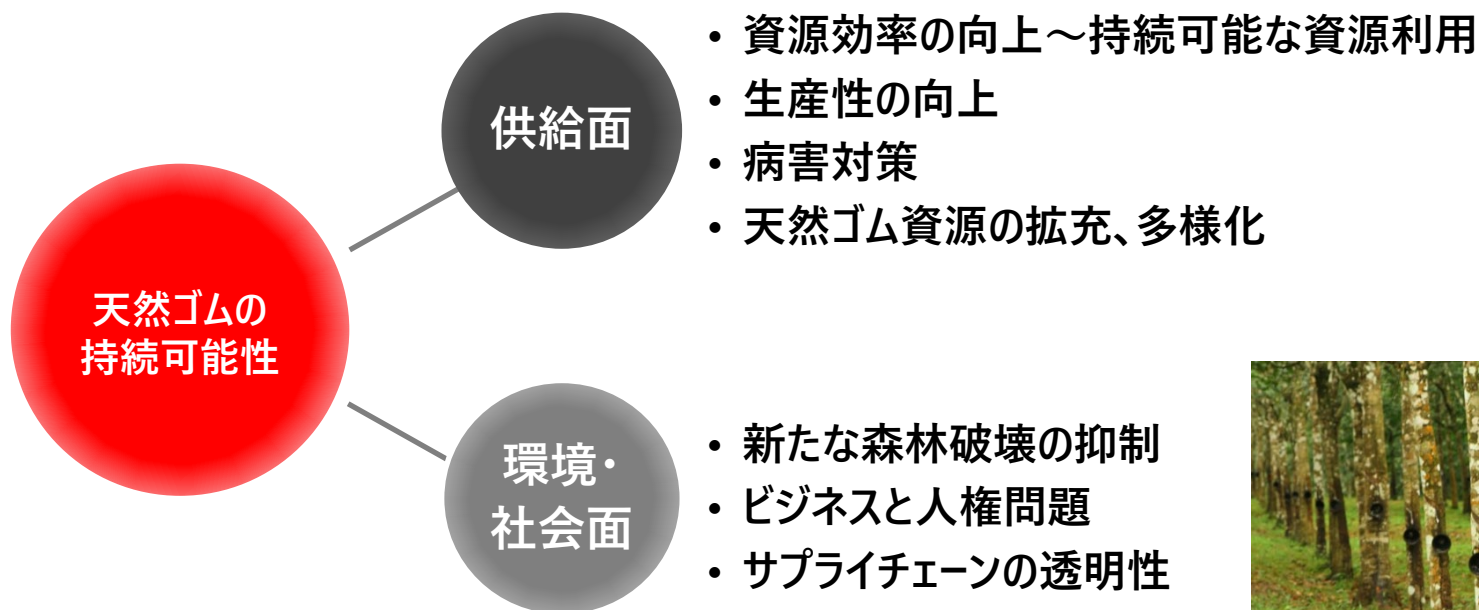 天然ゴムの
持続可能性
供給面
• 資源効率の向上～持続可能な資源利用
• 生産性の向上
• 病害対策
• 天然ゴム資源の拡充、多様化
環境・
社会面
• 新たな森林破壊の抑制
• ビジネスと人権問題
• サプライチェーンの透明性